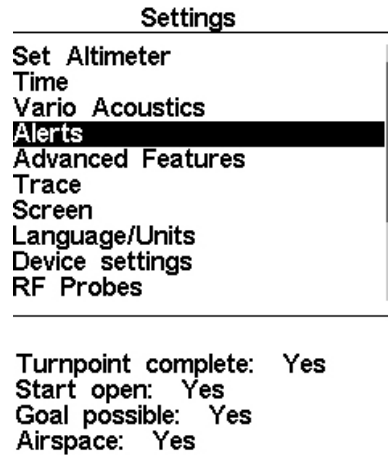 Settings
Set Altimeter
Time
Vario Acoustics
Alerts
Advanced Features
Trace
Screen
Language/Units
Device settings
RF Probes
Turnpoint complete: Yes
Start open: Yes
Goal possible: Yes
Airspace: Yes